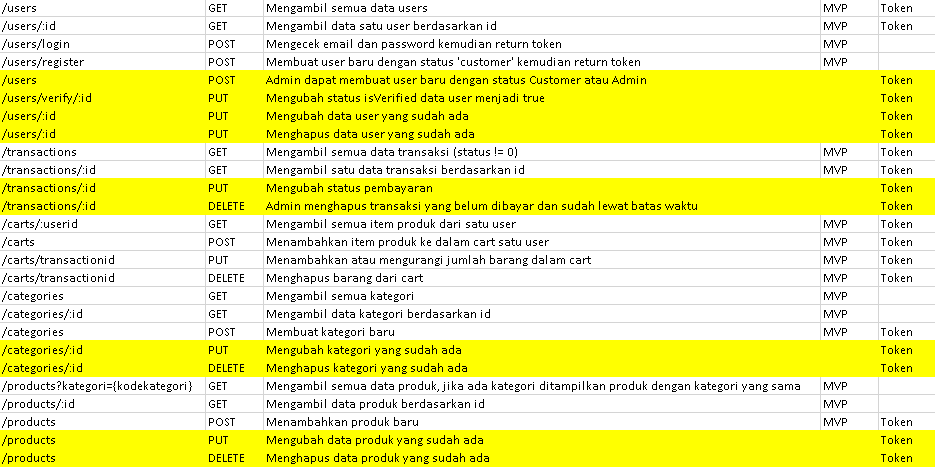 /users GET Mengambil semua data users MVP Token
/users/:id GET Mengambil data satu user berdasarkan id MVP Token
/users/login POST Mengecek email dan password kemudian return token MVP
/users/register POST Membuat user baru dengan status 'customer' kemudian return token MVP
/users POST Admin dapat membuat user baru dengan status Customer atau Admin Token
/users/verify/:id PUT Mengubah status isVerified data user menjadi true Token
/users/:id PUT Mengubah data user yang sudah ada Token
/users/:id PUT Menghapus data user yang sudah ada Token
/transactions GET Mengambil semua data transaksi (status != 0) MVP Token
/transactions/:id GET Mengambil satu data transaksi berdasarkan id MVP Token
/transactions/:id PUT Mengubah status pembayaran Token
/transactions/:id DELETE Admin menghapus transaksi yang belum dibayar dan sudah lewat batas waktu Token
/carts/:userid GET Mengambil semua item produk dari satu user MVP Token
/carts POST Menambahkan item produk ke dalam cart satu user MVP Token
/carts/transactionid PUT Menambahkan atau mengurangi jumlah barang dalam cart MVP Token
/carts/transactionid DELETE Menghapus barang dari cart MVP Token
/categories GET Mengambil semua kategori MVP
/categories/:id GET Mengambil data kategori berdasarkan id MVP
/categories POST Membuat kategori baru MVP Token
/categories/:id PUT Mengubah kategori yang sudah ada Token
/categories/:id DELETE Menghapus kategori yang sudah ada Token
/products?kategori={kodekategori} GET Mengambil semua data produk, jika ada kategori ditampilkan produk dengan kategori yang sama MVP
/products/:id GET Mengambil data produk berdasarkan id MVP
/products POST Menambahkan produk baru MVP Token
/products PUT Mengubah data produk yang sudah ada Token
/products DELETE Menghapus data produk yang sudah ada Token